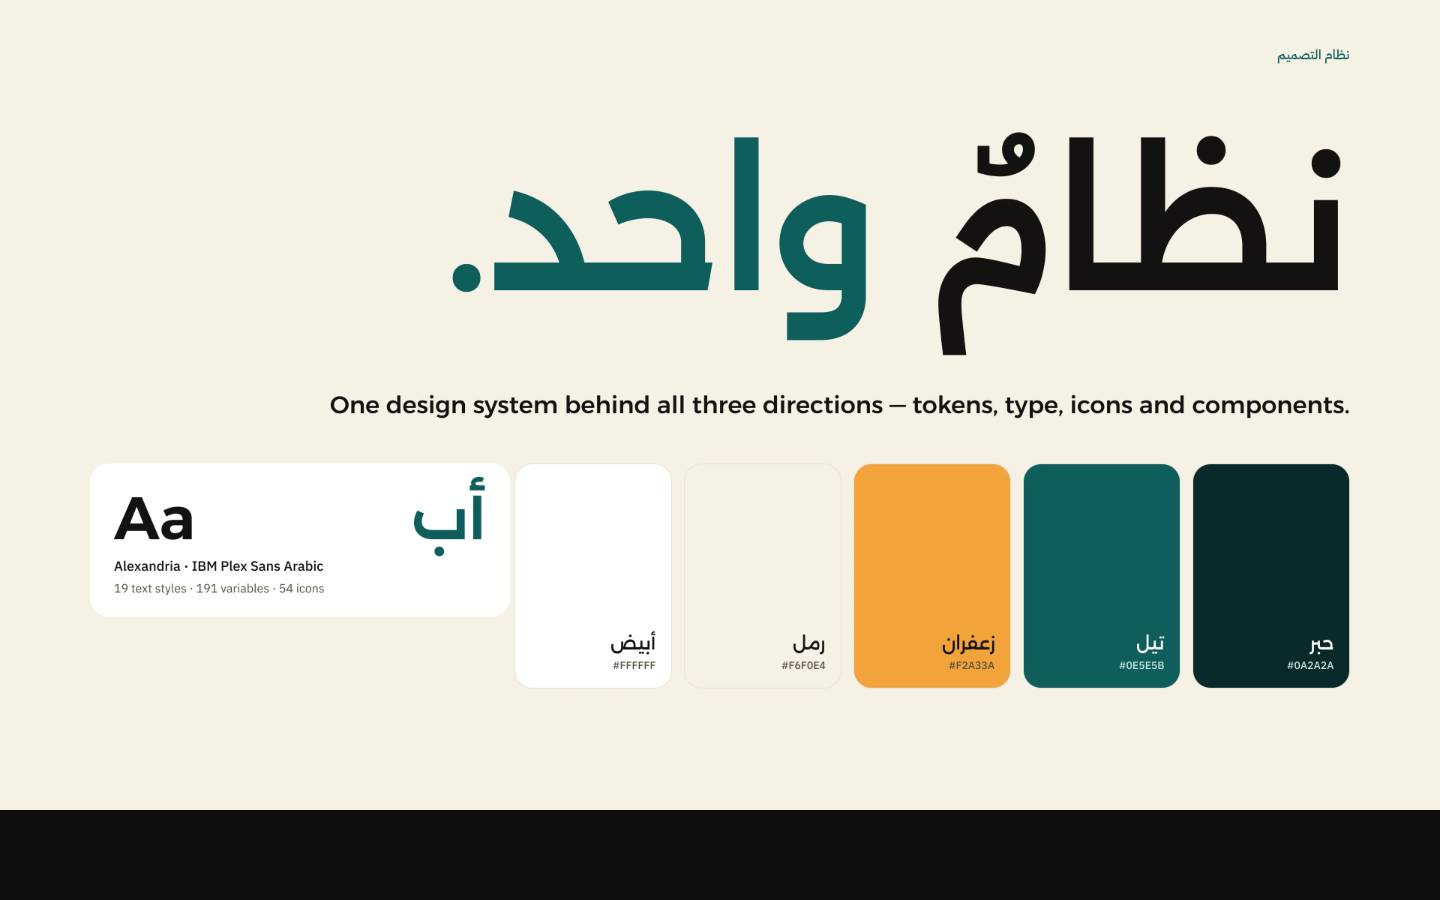 نظام التصميم
نظامٌ واحد.
One design system behind all three directions — tokens, type, icons and components.
حبر
#0A2A2A
تيل
#0E5E5B
زعفران
#F2A33A
رمل
#F6F0E4
أبيض
#FFFFFF
Aa أب
Alexandria · IBM Plex Sans Arabic
19 text styles · 191 variables · 54 icons